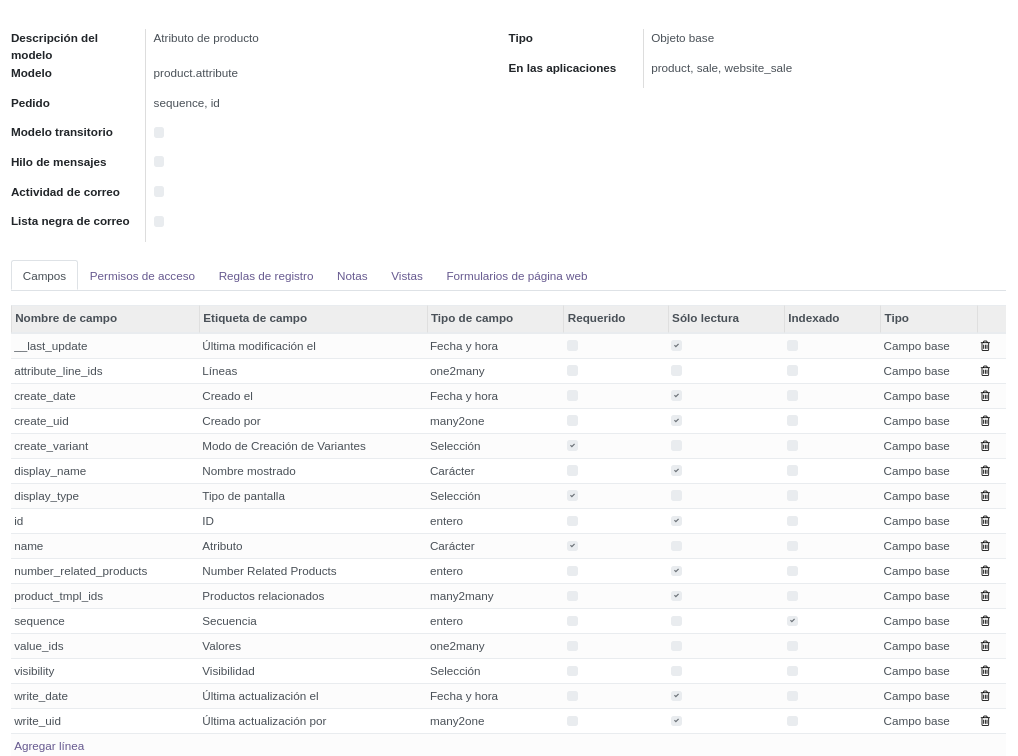 Descripción del modelo Atributo de producto
Modelo product.attribute
Pedido sequence, id
Modelo transitorio
Hilo de mensajes
Actividad de correo
Lista negra de correo
Tipo Objeto base
En las aplicaciones product, sale, website_sale
Campos Permisos de acceso Reglas de registro Notas Vistas Formularios de página web
Nombre de campo Etiqueta de campo Tipo de campo Requerido Sólo lectura Indexado Tipo
__last_update Última modificación el Fecha y hora Campo base
attribute_line_ids Líneas one2many Campo base
create_date Creado el Fecha y hora Campo base
create_uid Creado por many2one Campo base
create_variant Modo de Creación de Variantes Selección Campo base
display_name Nombre mostrado Carácter Campo base
display_type Tipo de pantalla Selección Campo base
id ID entero Campo base
name Atributo Carácter Campo base
number_related_products Number Related Products entero Campo base
product_tmpl_ids Productos relacionados many2many Campo base
sequence Secuencia entero Campo base
value_ids Valores one2many Campo base
visibility Visibilidad Selección Campo base
write_date Última actualización el Fecha y hora Campo base
write_uid Última actualización por many2one Campo base
Agregar línea